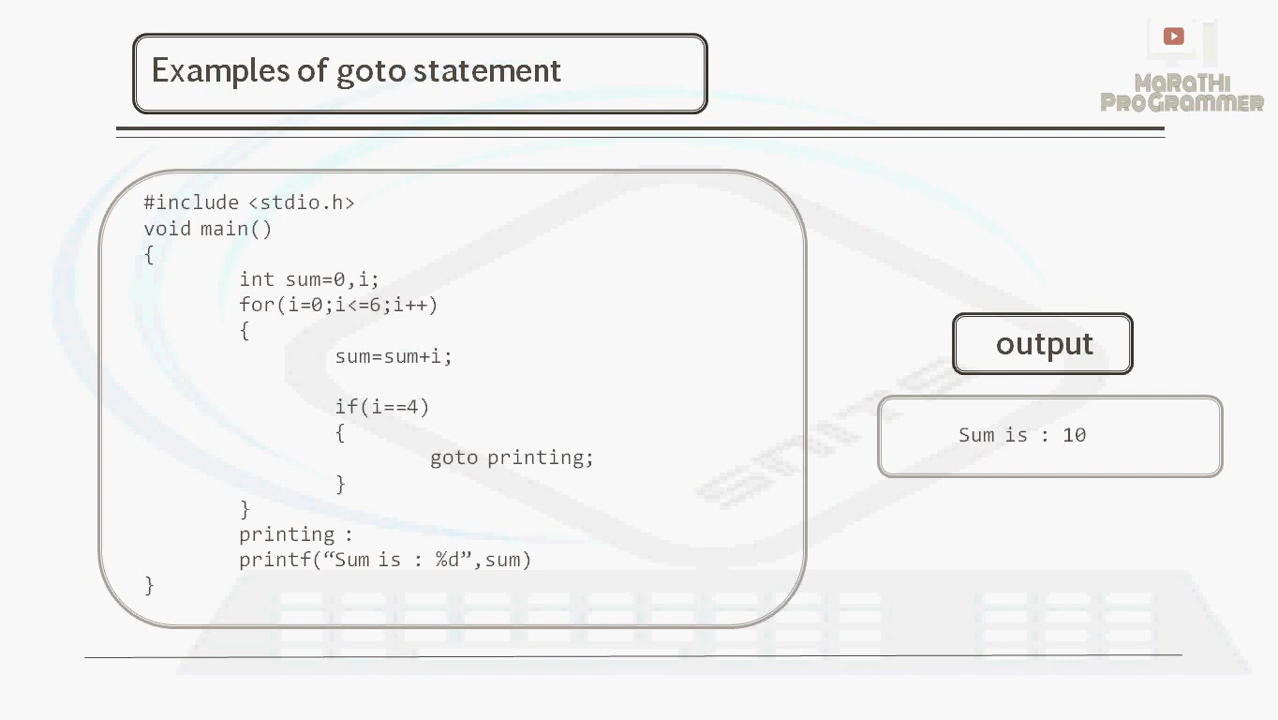 Examples of goto statement
MaRaTHi
ProGrammer
#include <stdio.h>
void main()
{
int sum=0,i;
for(i=0;i<=6;i++)
{
sum=sum+i;
if(i==4)
{
goto printing;
}
}
printing :
printf(“Sum is : %d”,sum)
}
output
Sum is : 10